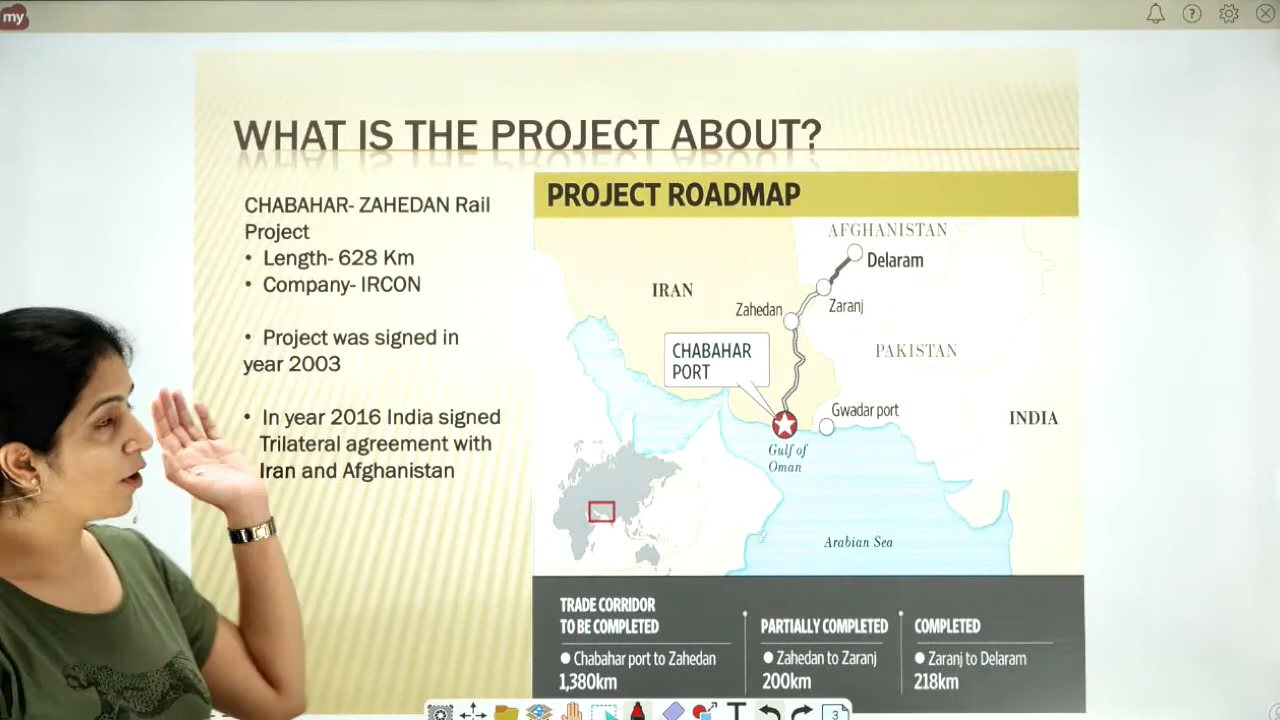 my
WHAT IS THE PROJECT ABOUT?
CHABAHAR- ZAHEDAN Rail
Project
• Length- 628 Km
• Company- IRCON
• Project was signed in
year 2003
• In year 2016 India signed
Trilateral agreement with
Iran and Afghanistan
PROJECT ROADMAP
AFGHANISTAN
Delaram
IRAN
Zaranj
Zahedan
CHABAHAR
PORT
PAKISTAN
Gwadar port
INDIA
Gulf of
Oman
Arabian Sea
TRADE CORRIDOR
TO BE COMPLETED
• Chabahar port to Zahedan
1,380km
PARTIALLY COMPLETED
• Zahedan to Zaranj
200km
COMPLETED
• Zaranj to Delaram
218km
T
3